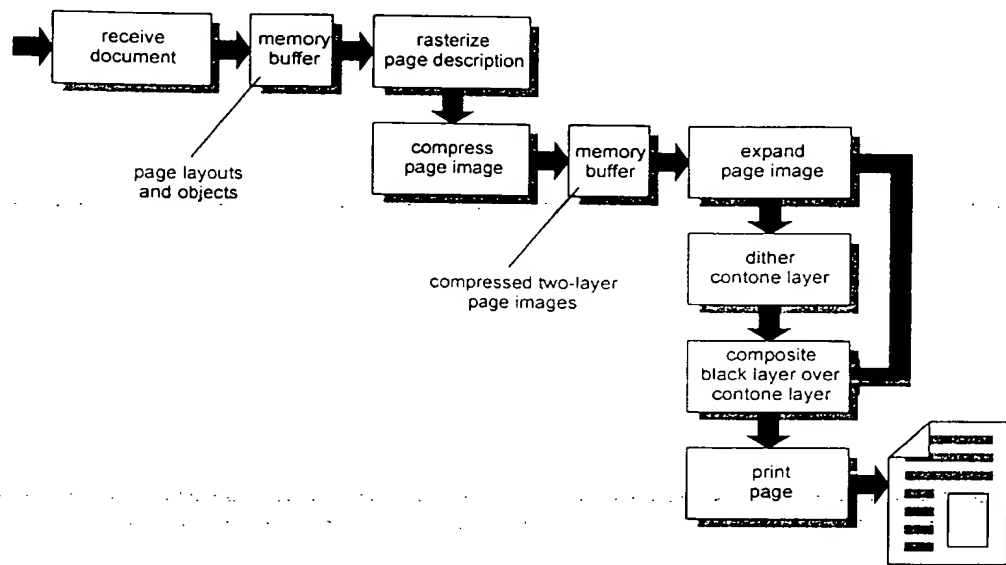 receive
document
memory
buffer
rasterize
page description
page layouts
and objects
compress
page image
memory
buffer
expand
page image
compressed two-layer
page images
dither
contone layer
composite
black layer over
contone layer
print
page